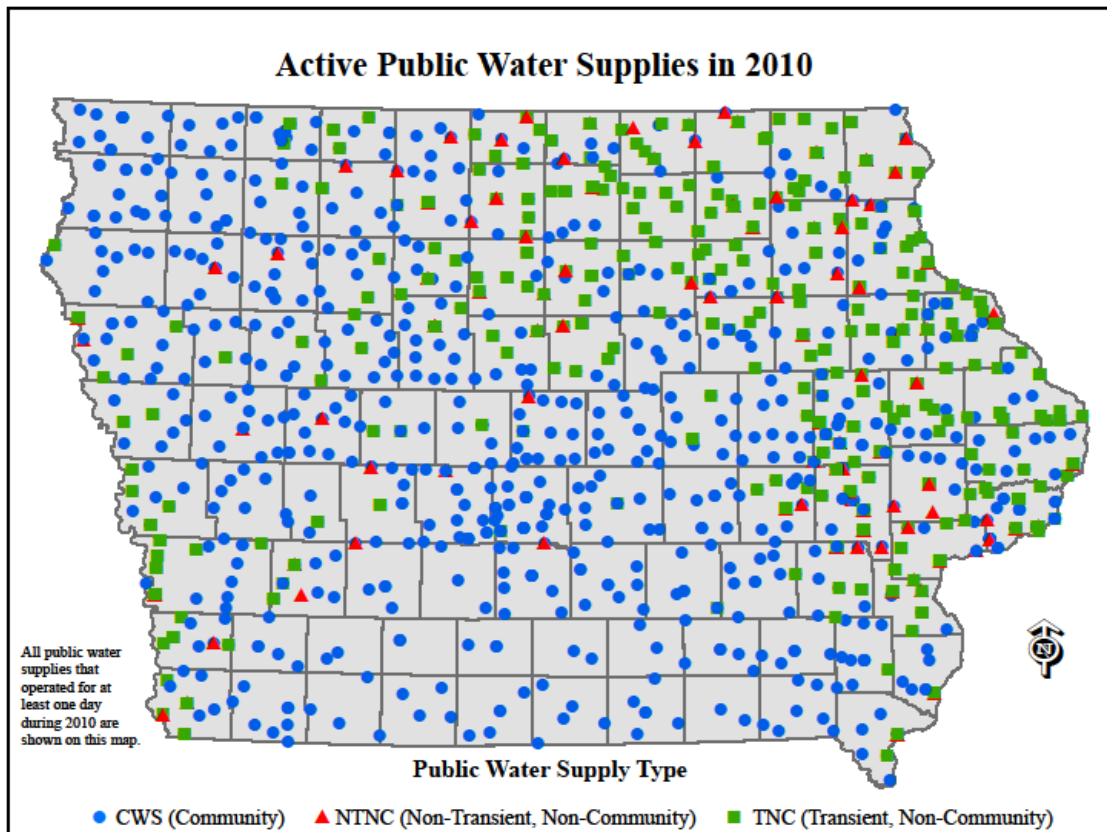 Active Public Water Supplies in 2010
All public water
supplies that
operated for at
least one day
during 2010 are
shown on this map.
N
Public Water Supply Type
CWS (Community)
NTNC (Non-Transient, Non-Community)
TNC (Transient, Non-Community)